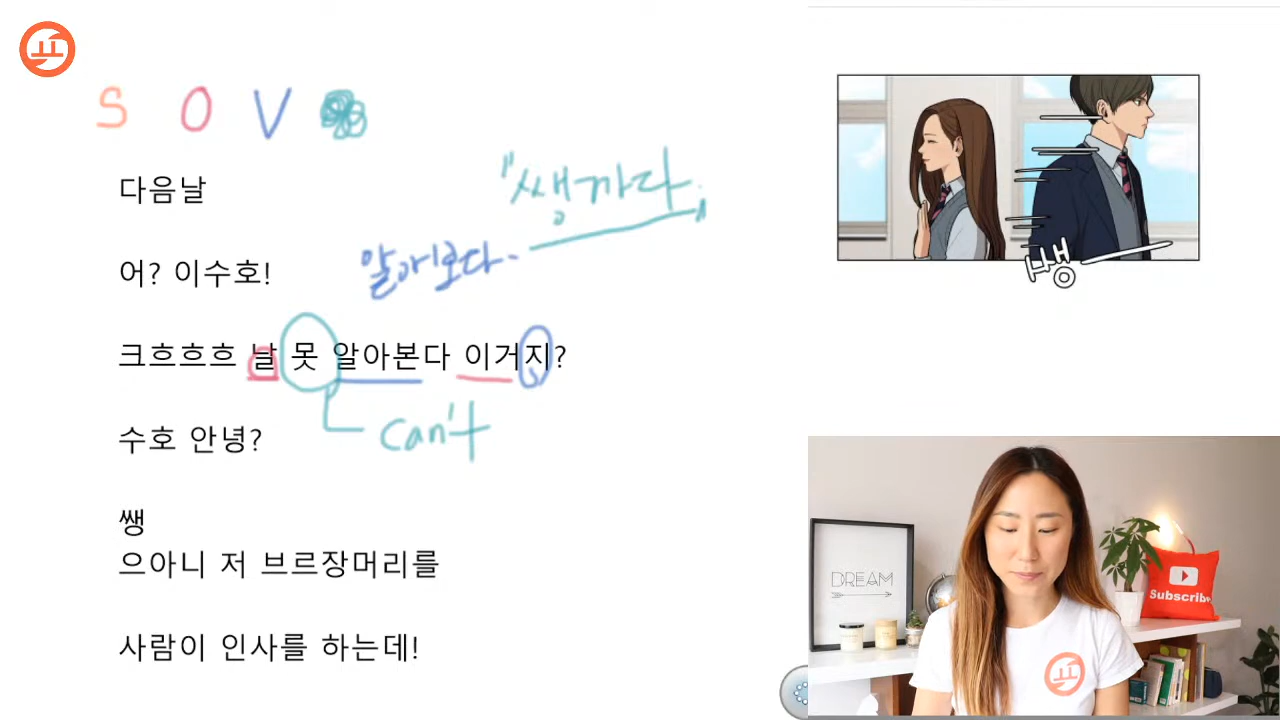 S O V
다음날
"쌩까다"
어? 이수호!
알아보다.
크흐흐흐 날 못 알아본다 이거지?
can't
수호 안녕?
쌩
으아니 저 브르장머리를
사람이 인사를 하는데!
쌩
DREAM
Subscribe